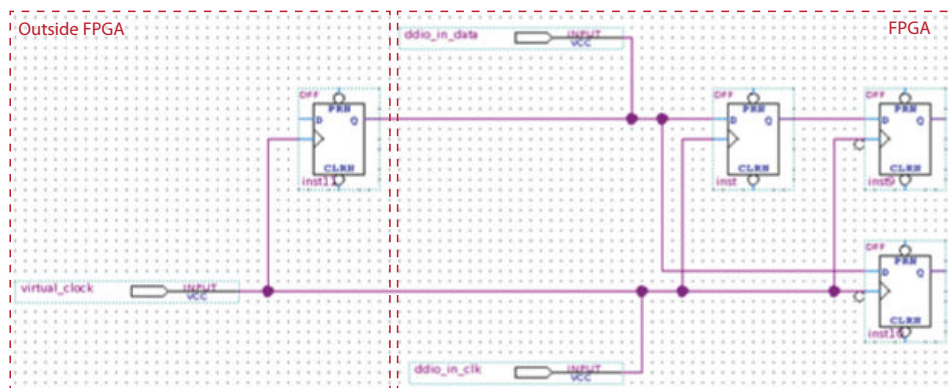 Outside FPGA
FPGA
ddio_in_data
INPUT
VCC
DFF
PRN
D
Q
CLRN
inst11
DFF
PRN
D
Q
CLRN
inst
DFF
PRN
D
Q
CLRN
inst9
DFF
PRN
D
Q
CLRN
virtual_clock
INPUT
VCC
ddio_in_clk
INPUT
VCC